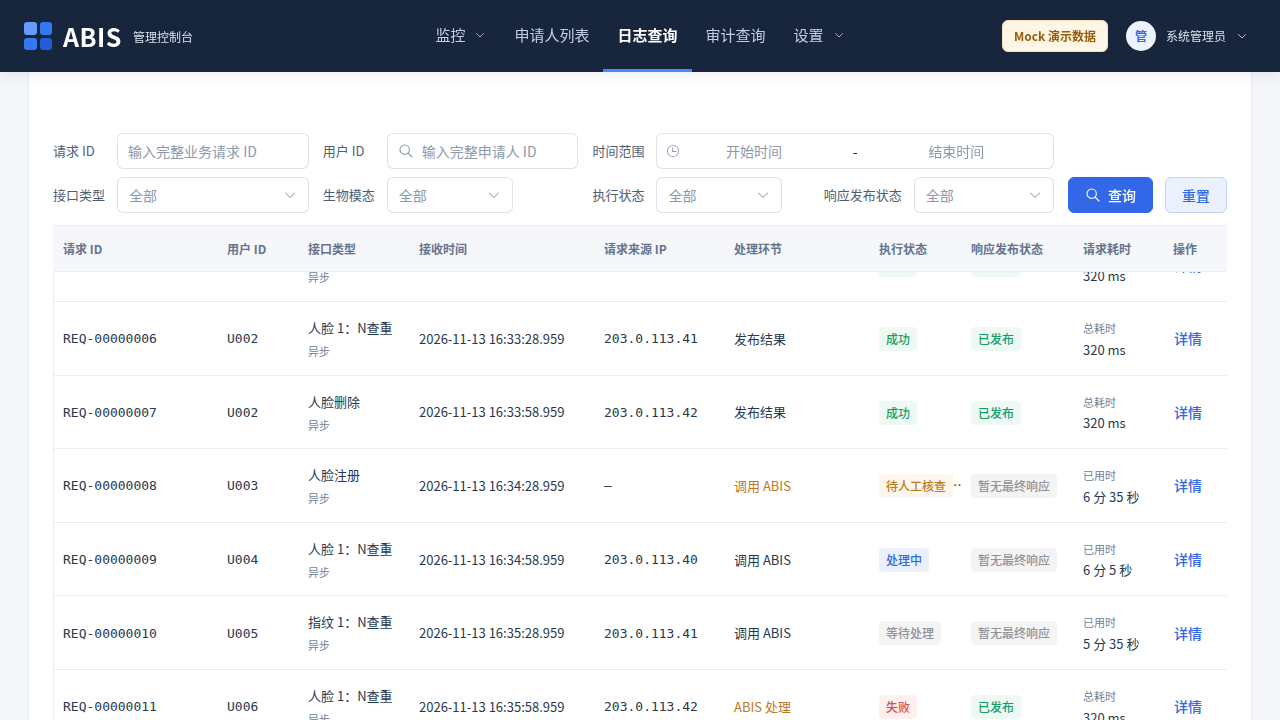 ABIS 管理控制台 监控 申请人列表 日志查询 审计查询 设置 Mock 演示数据 管 系统管理员
请求 ID 输入完整业务请求 ID 用户 ID 输入完整申请人 ID 时间范围 开始时间 - 结束时间
接口类型 全部 生物模态 全部 执行状态 全部 响应发布状态 全部 查询 重置
请求 ID 用户 ID 接口类型 接收时间 请求来源 IP 处理环节 执行状态 响应发布状态 请求耗时 操作
异步 320 ms
REQ-00000006 U002 人脸 1：N查重 异步 2026-11-13 16:33:28.959 203.0.113.41 发布结果 成功 已发布 总耗时 320 ms 详情
REQ-00000007 U002 人脸删除 异步 2026-11-13 16:33:58.959 203.0.113.42 发布结果 成功 已发布 总耗时 320 ms 详情
REQ-00000008 U003 人脸注册 异步 2026-11-13 16:34:28.959 — 调用 ABIS 待人工核查 ·· 暂无最终响应 已用时 6 分 35 秒 详情
REQ-00000009 U004 人脸 1：N查重 异步 2026-11-13 16:34:58.959 203.0.113.40 调用 ABIS 处理中 暂无最终响应 已用时 6 分 5 秒 详情
REQ-00000010 U005 指纹 1：N查重 异步 2026-11-13 16:35:28.959 203.0.113.41 调用 ABIS 等待处理 暂无最终响应 已用时 5 分 35 秒 详情
REQ-00000011 U006 人脸 1：N查重 异步 2026-11-13 16:35:58.959 203.0.113.42 ABIS 处理 失败 已发布 总耗时 320 ms 详情